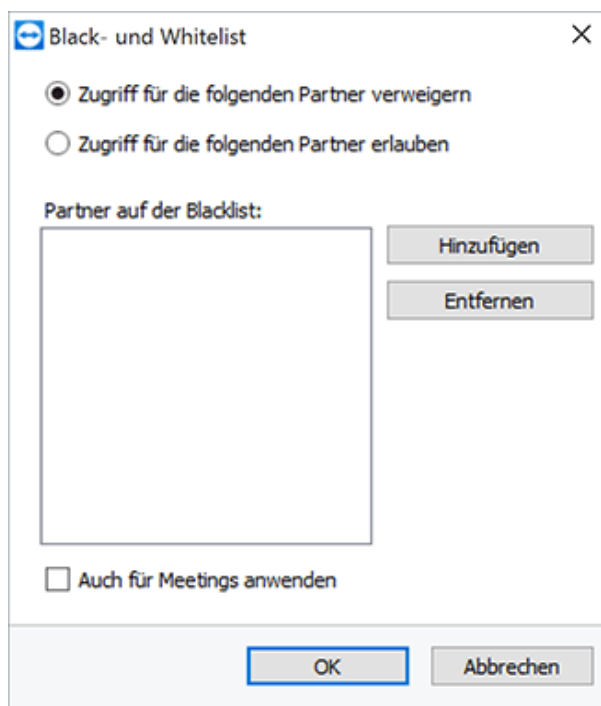 Black- und Whitelist
Zugriff für die folgenden Partner verweigern
Zugriff für die folgenden Partner erlauben
Partner auf der Blacklist:
Hinzufügen
Entfernen
Auch für Meetings anwenden
OK
Abbrechen